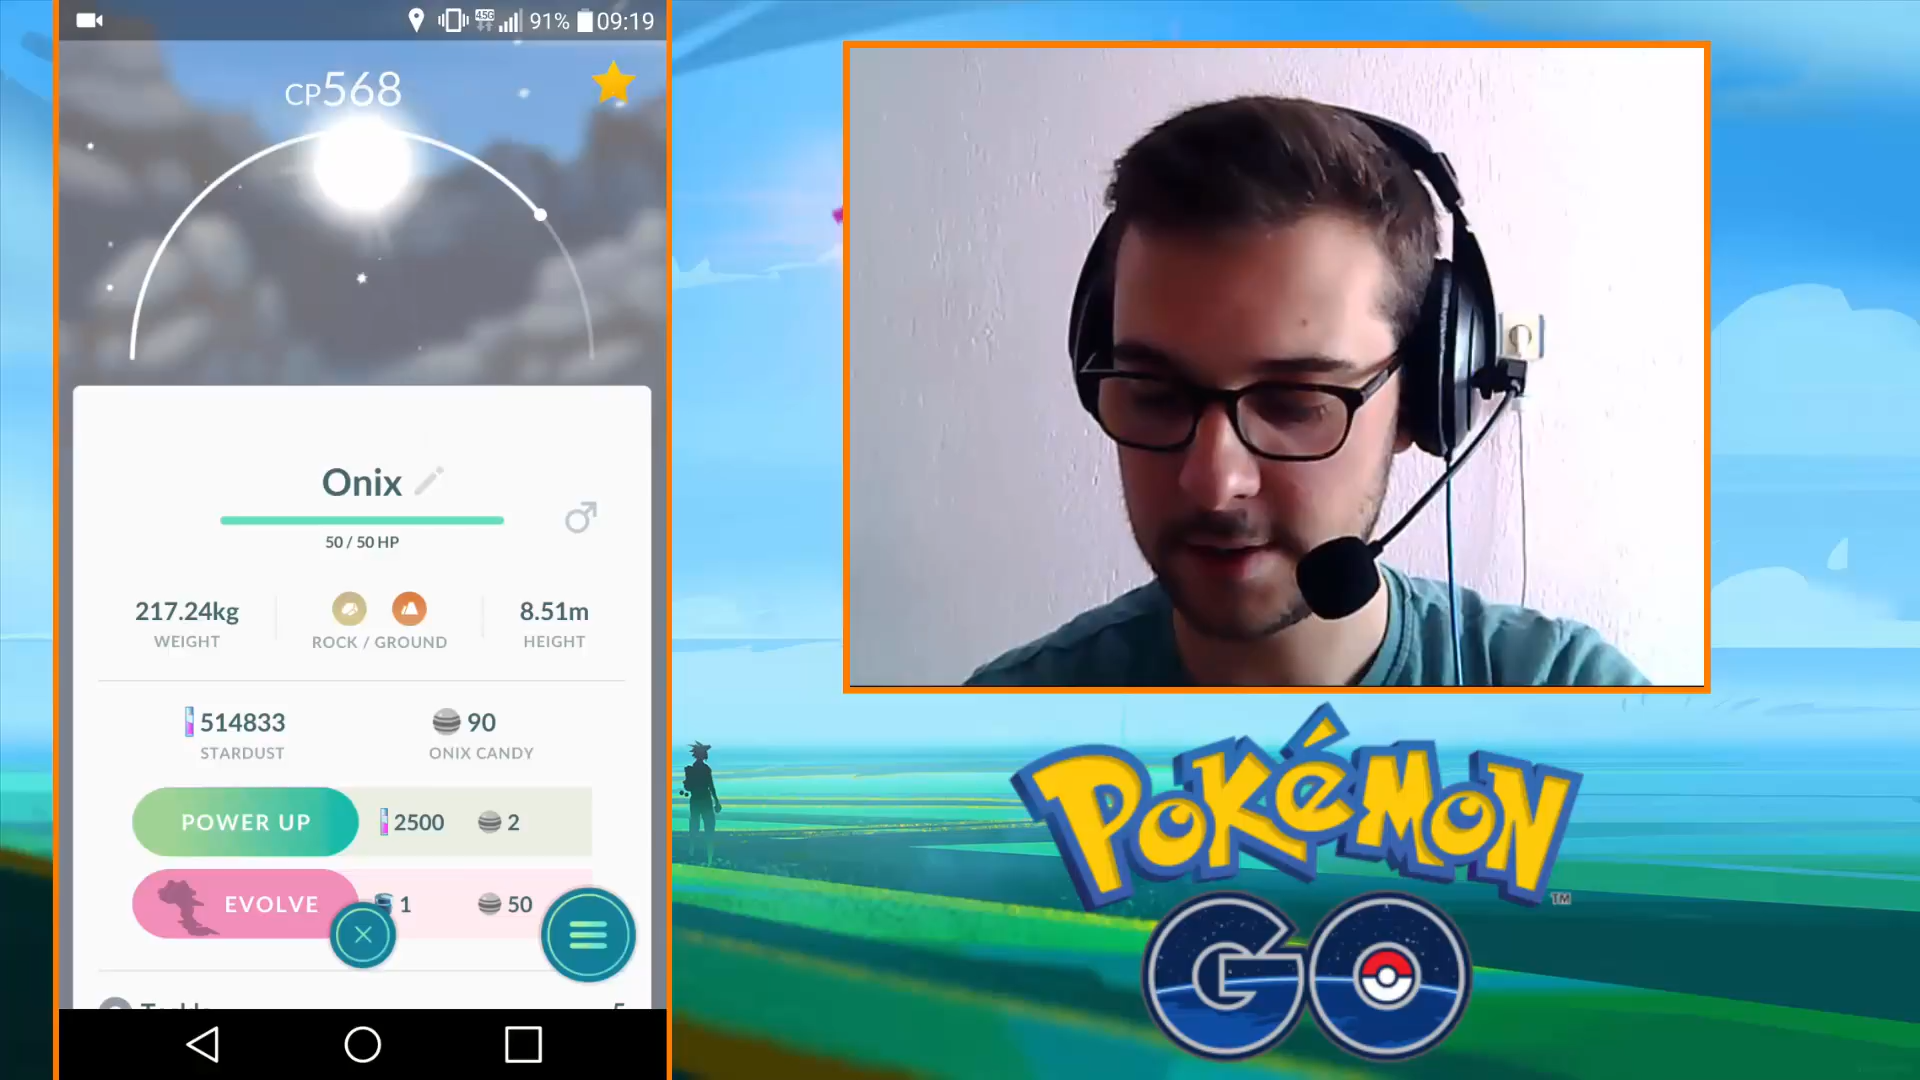 45G 91% 09:19
CP568
Onix
50 / 50 HP
217.24kg
WEIGHT
ROCK / GROUND
8.51m
HEIGHT
514833
STARDUST
90
ONIX CANDY
POWER UP 2500 2
EVOLVE 1 50
POKÉMON
TM
GO